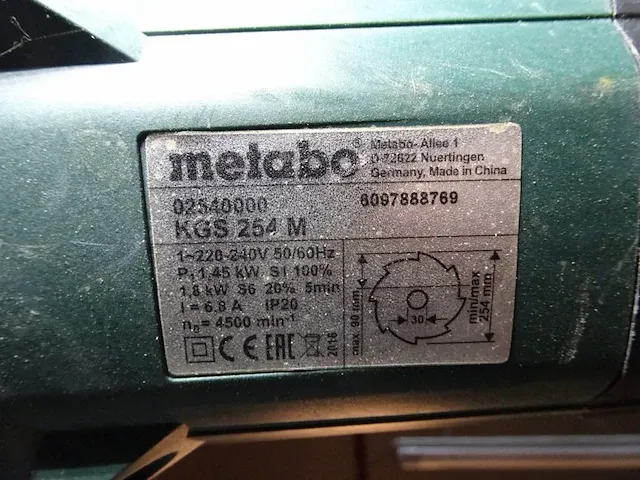 metabo®
Metabo-Allee 1
D-72622 Nuertingen
Germany, Made in China
02540000
6097888769
KGS 254 M
1~220-240V 50/60Hz
P₁ 1,45 kW S1 100%
1,8 kW S6 20% 5min
I = 6,8 A IP20
n₀= 4500 min⁻¹
CE EAC 2016
max. 90 mm
30
min/max
254 mm